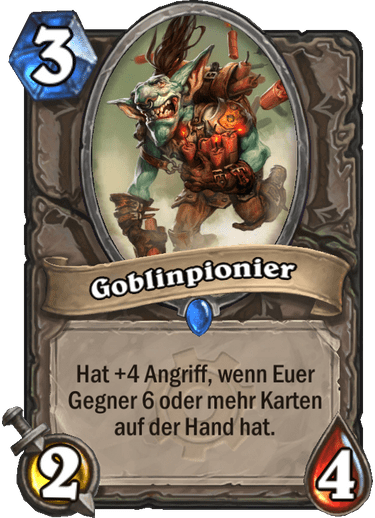 3
Goblinpionier
Hat +4 Angriff, wenn Euer
Gegner 6 oder mehr Karten
auf der Hand hat.
2
4